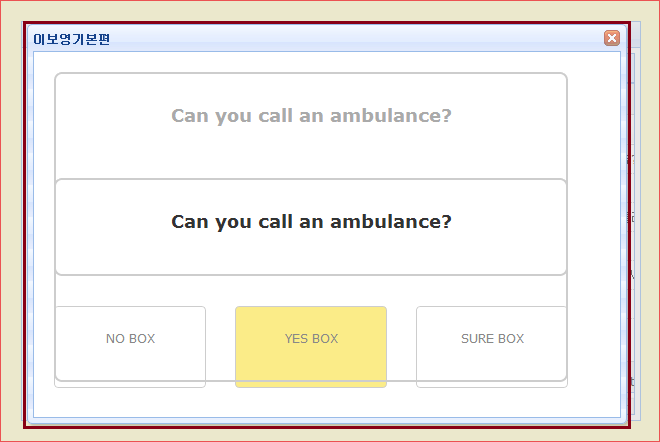 이보영기본편
Can you call an ambulance?
Can you call an ambulance?
NO BOX
YES BOX
SURE BOX